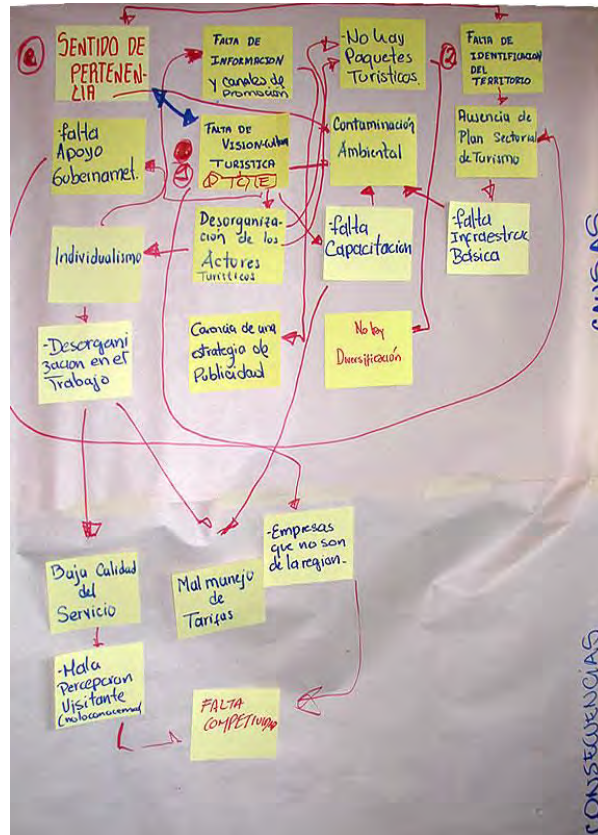 SENTIDO DE
PERTENEN-
CIA
FALTA DE
INFORMACION
y canales de
promoción
-No hay
Paquetes
Turisticos.
2
FALTA DE
IDENTIFICACION
DEL
TERRITORIO
-falta
Apoyo
Gubernamet.
FALTA DE
VISION-Cultura
TURISTICA
1
Contaminación
Ambiental
Ausencia de
Plan Sectorial
de Turismo
Individualismo
Desorganiza-
ción de los
Actores
Turisticos
-falta
Capacitacion
-falta
Infraestruc
Básica
CAUSAS
-Desorgani
zacion en el
Trabajo
Carencia de una
estrategia de
Publicidad
No hay
Diversificación
Baja Calidad
del
Servicio
Mal munejo
de
Tarifas
-Empresas
que no son
de la region-
-Mala
Percepcion
Visitante
FALTA
CONSECUENCIAS